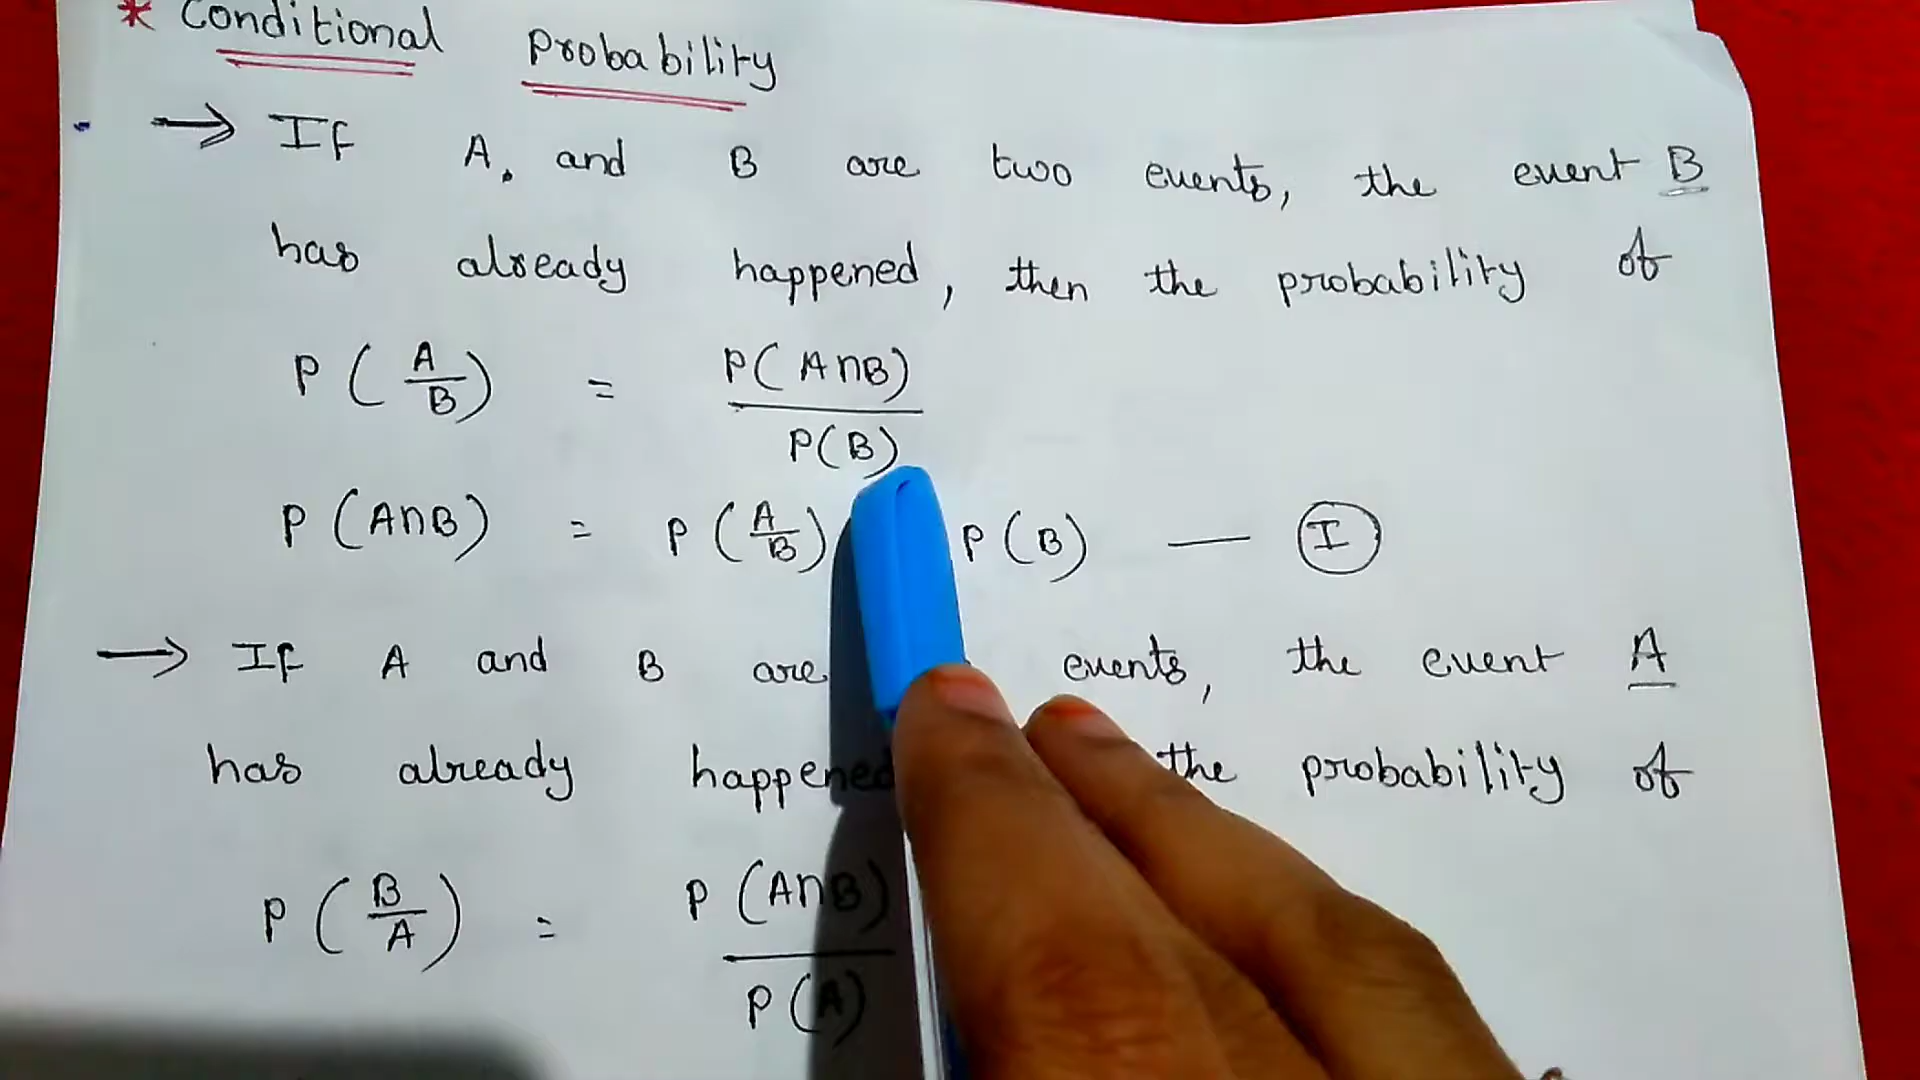 * Conditional Probability
→ If A, and B are two events, the event B
has already happened, then the probability of
P(A/B) = P(A∩B)/P(B)
P(A∩B) = P(A/B) P(B) — I
→ If A and B are events, the event A
has already happened the probability of
P(B/A) = P(A∩B)/P(A)